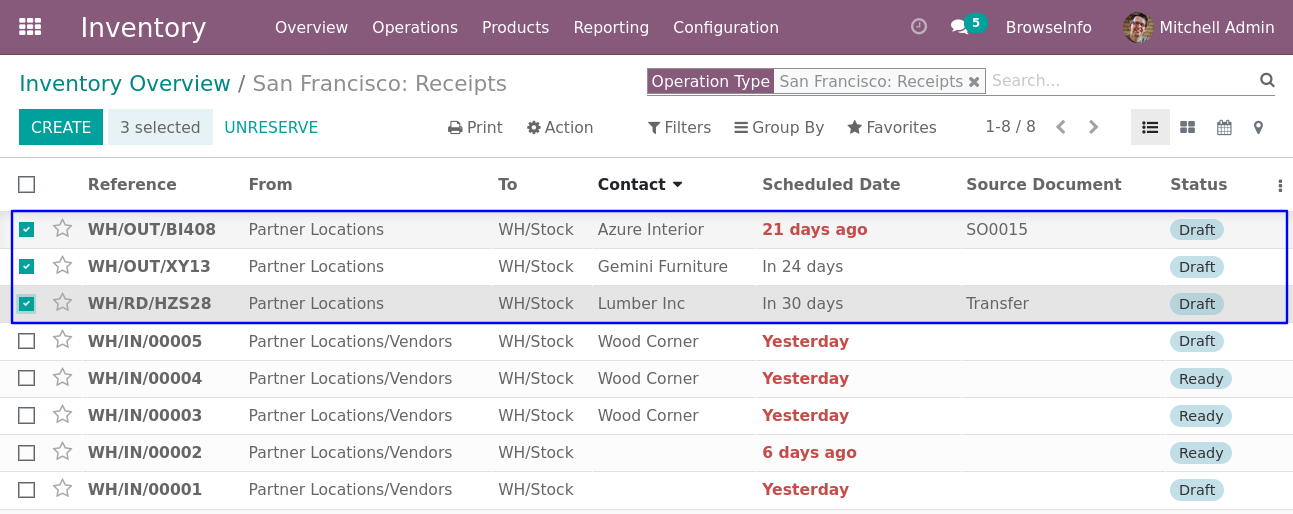 Inventory Overview Operations Products Reporting Configuration 5 BrowseInfo Mitchell Admin
Inventory Overview / San Francisco: Receipts Operation Type San Francisco: Receipts Search...
CREATE 3 selected UNRESERVE Print Action Filters Group By Favorites 1-8 / 8
Reference From To Contact Scheduled Date Source Document Status
WH/OUT/BI408 Partner Locations WH/Stock Azure Interior 21 days ago SO0015 Draft
WH/OUT/XY13 Partner Locations WH/Stock Gemini Furniture In 24 days Draft
WH/RD/HZS28 Partner Locations WH/Stock Lumber Inc In 30 days Transfer Draft
WH/IN/00005 Partner Locations/Vendors WH/Stock Wood Corner Yesterday Draft
WH/IN/00004 Partner Locations/Vendors WH/Stock Wood Corner Yesterday Ready
WH/IN/00003 Partner Locations/Vendors WH/Stock Wood Corner Yesterday Ready
WH/IN/00002 Partner Locations/Vendors WH/Stock 6 days ago Ready
WH/IN/00001 Partner Locations/Vendors WH/Stock Yesterday Draft